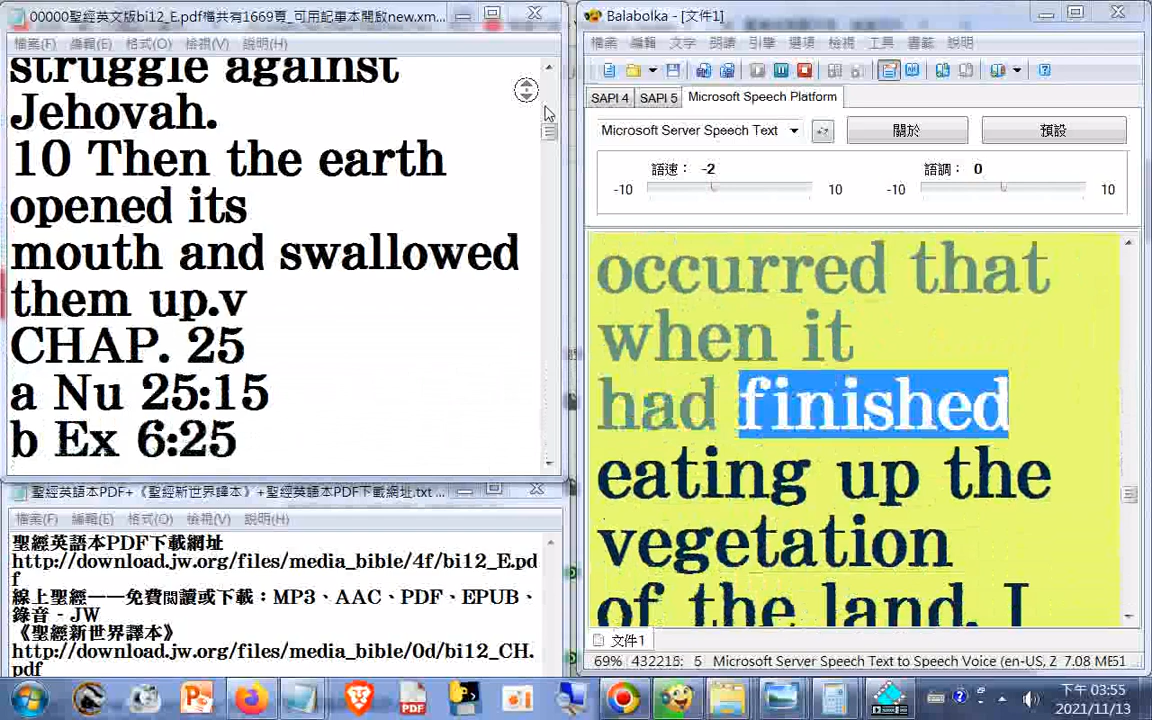 00000聖經英文版bi12_E.pdf檔共有1669頁_可用記事本開啟new.xm...
檔案(F) 編輯(E) 格式(O) 檢視(V) 說明(H)
struggle against
Jehovah.
10 Then the earth
opened its
mouth and swallowed
them up.v
CHAP. 25
a Nu 25:15
b Ex 6:25
聖經英語本PDF+《聖經新世界譯本》+聖經英語本PDF下載網址.txt ...
檔案(F) 編輯(E) 格式(O) 檢視(V) 說明(H)
聖經英語本PDF下載網址
http://download.jw.org/files/media_bible/4f/bi12_E.pd
f
線上聖經——免費閱讀或下載：MP3、AAC、PDF、EPUB、
錄音 - JW
《聖經新世界譯本》
http://download.jw.org/files/media_bible/0d/bi12_CH.
pdf
Balabolka - [文件1]
檔案 編輯 文字 朗讀 引擎 選項 檢視 工具 書籤 說明
SAPI 4 SAPI 5 Microsoft Speech Platform
Microsoft Server Speech Text 關於 預設
語速： -2 語調： 0
-10 10 -10 10
occurred that
when it
had finished
eating up the
vegetation
of the land, I
文件1
69% 432215: 5 Microsoft Server Speech Text to Speech Voice (en-US, Z 7.08 ME51
下午 03:55
2021/11/13